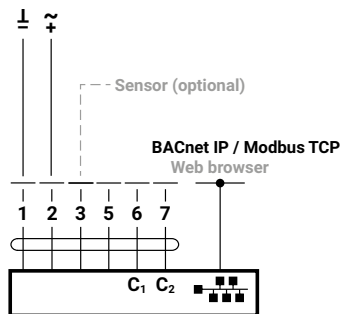 ⊥ ~
– +
Sensor (optional)
BACnet IP / Modbus TCP
Web browser
1 2 3 5 6 7
C₁ C₂